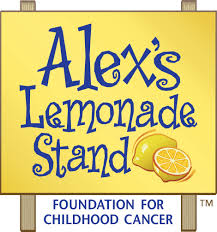 Alex's
Lemonade
Stand
FOUNDATION FOR
CHILDHOOD CANCER
TM